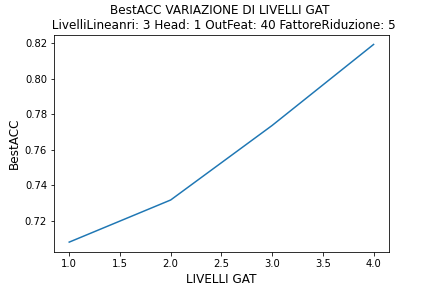 BestACC VARIAZIONE DI LIVELLI GAT
LivelliLineanri: 3 Head: 1 OutFeat: 40 FattoreRiduzione: 5
0.82
0.80
0.78
0.76
0.74
0.72
BestACC
1.0 1.5 2.0 2.5 3.0 3.5 4.0
LIVELLI GAT